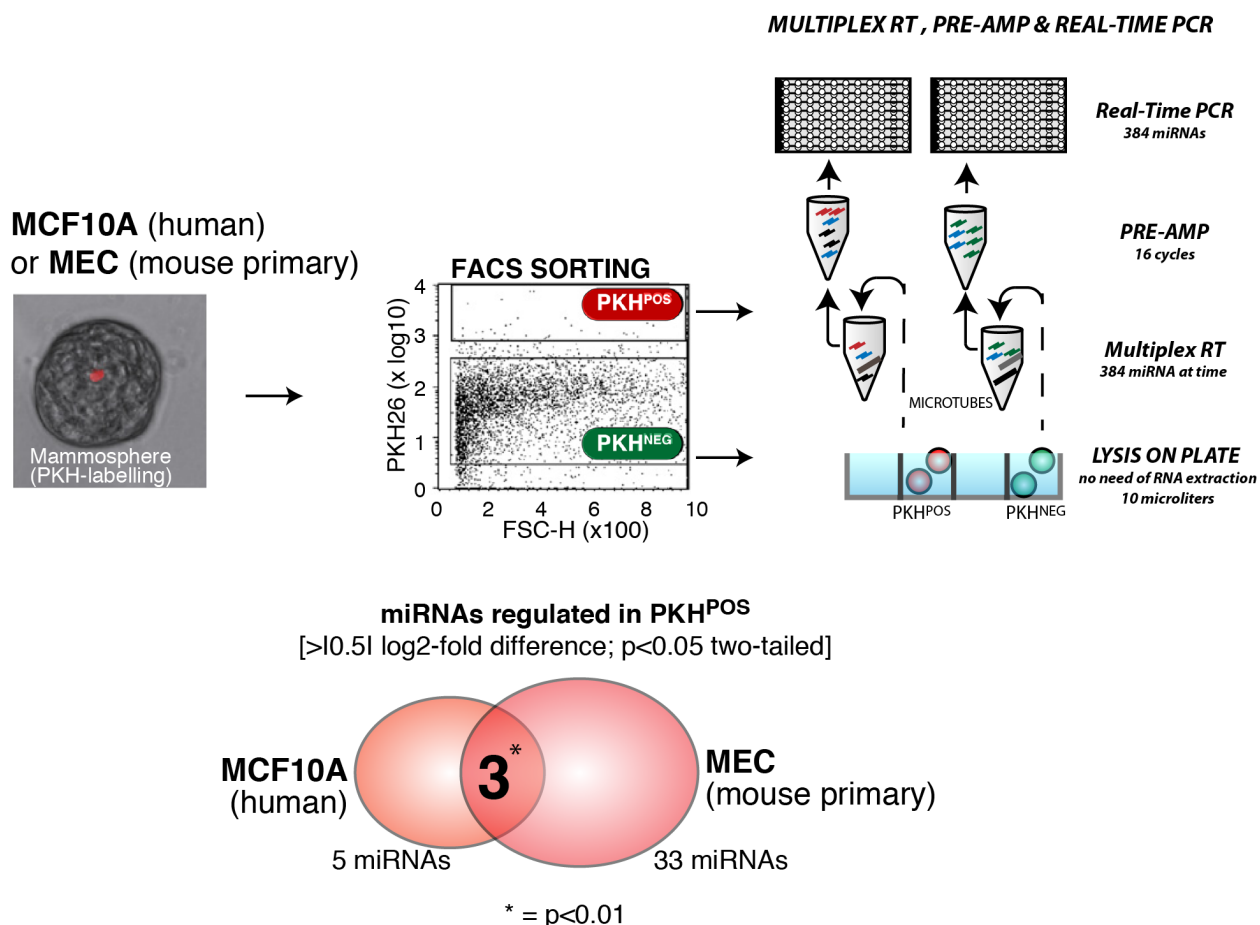 MULTIPLEX RT , PRE-AMP & REAL-TIME PCR
Real-Time PCR
384 miRNAs
MCF10A (human)
or MEC (mouse primary)
PRE-AMP
16 cycles
FACS SORTING
Mammosphere
(PKH-labelling)
PKH26 (x log10)
4
3
2
1
0
PKHPOS
PKHNEG
0 2 4 6 8 10
FSC-H (x100)
Multiplex RT
384 miRNA at time
MICROTUBES
LYSIS ON PLATE
no need of RNA extraction
10 microliters
PKHPOS PKHNEG
miRNAs regulated in PKHPOS
[>I0.5I log2-fold difference; p<0.05 two-tailed]
MCF10A
(human)
3*
MEC
(mouse primary)
5 miRNAs
33 miRNAs
* = p<0.01